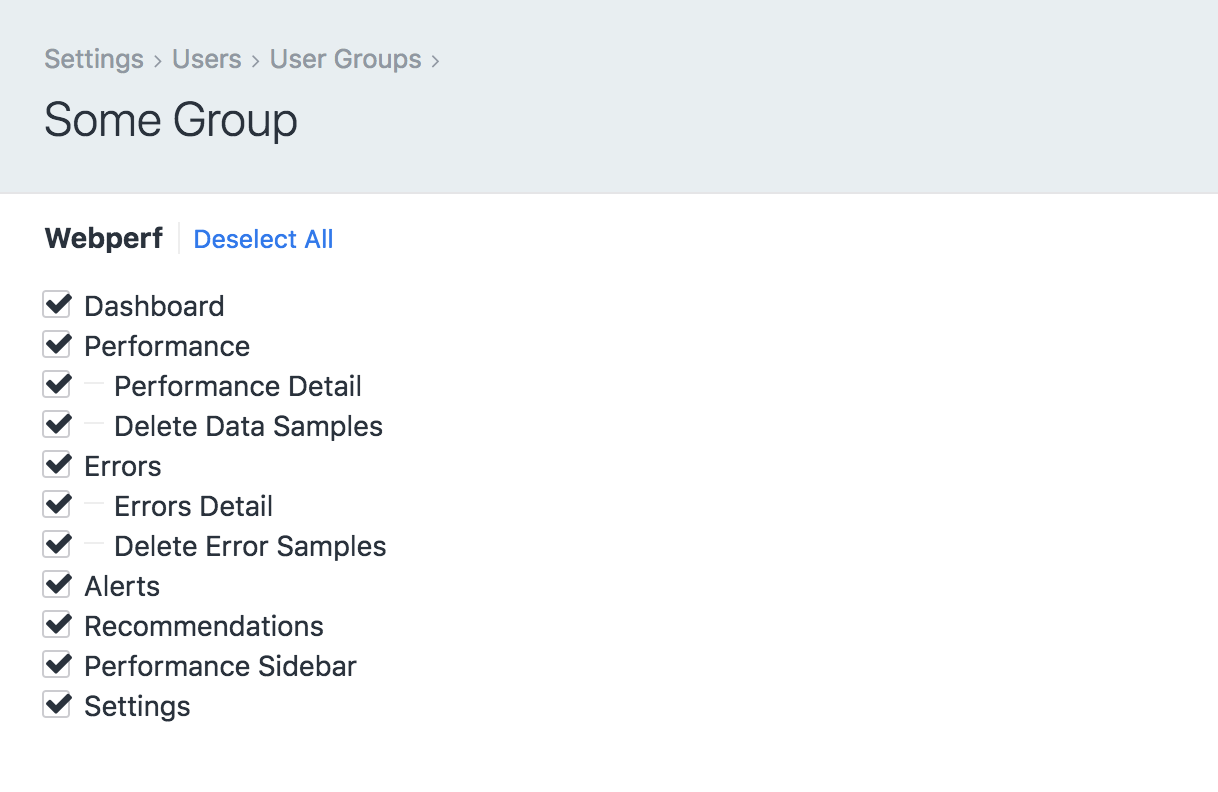 Settings › Users › User Groups ›
Some Group
Webperf Deselect All
Dashboard
Performance
Performance Detail
Delete Data Samples
Errors
Errors Detail
Delete Error Samples
Alerts
Recommendations
Performance Sidebar
Settings